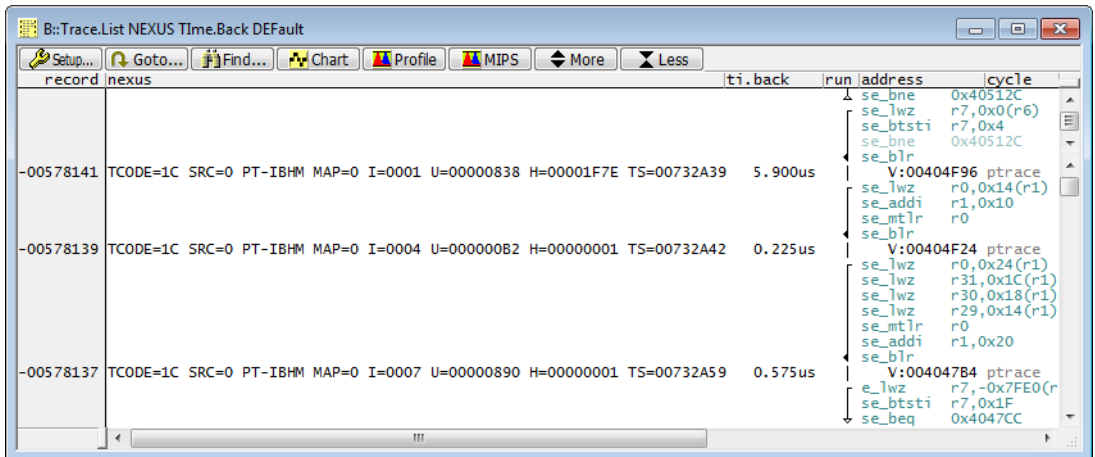 B::Trace.List NEXUS TIme.Back DEFault
Setup... Goto... Find... Chart Profile MIPS More Less
record nexus ti.back run address cycle
se_bne 0x40512C
se_lwz r7,0x0(r6)
se_btsti r7,0x4
se_bne 0x40512C
se_blr
-00578141 TCODE=1C SRC=0 PT-IBHM MAP=0 I=0001 U=00000838 H=00001F7E TS=00732A39 5.900us V:00404F96 ptrace
se_lwz r0,0x14(r1)
se_addi r1,0x10
se_mtlr r0
se_blr
-00578139 TCODE=1C SRC=0 PT-IBHM MAP=0 I=0004 U=000000B2 H=00000001 TS=00732A42 0.225us V:00404F24 ptrace
se_lwz r0,0x24(r1)
se_lwz r31,0x1C(r1)
se_lwz r30,0x18(r1)
se_lwz r29,0x14(r1)
se_mtlr r0
se_addi r1,0x20
se_blr
-00578137 TCODE=1C SRC=0 PT-IBHM MAP=0 I=0007 U=00000890 H=00000001 TS=00732A59 0.575us V:004047B4 ptrace
e_lwz r7,-0x7FE0(r
se_btsti r7,0x1F
se_beq 0x4047CC